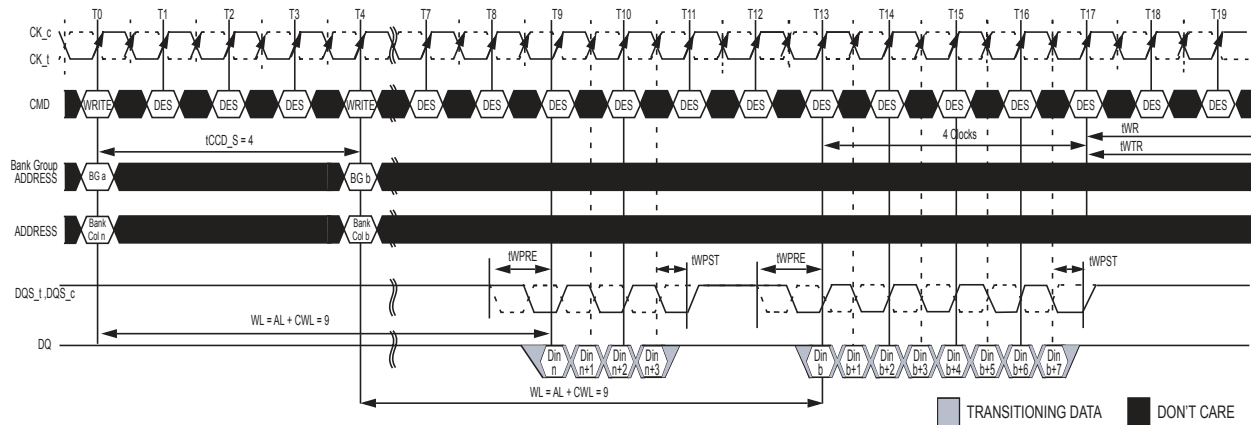 T0 T1 T2 T3 T4 T7 T8 T9 T10 T11 T12 T13 T14 T15 T16 T17 T18 T19
CK_c
CK_t
CMD WRITE DES DES DES WRITE DES DES DES DES DES DES DES DES DES DES DES DES DES
tCCD_S = 4 4 Clocks tWR
tWTR
Bank Group
ADDRESS BG a BG b
ADDRESS Bank Col n Bank Col b
tWPRE tWPST tWPRE tWPST
DQS_t ,DQS_c
WL = AL + CWL = 9
DQ Din n Din n+1 Din n+2 Din n+3 Din b Din b+1 Din b+2 Din b+3 Din b+4 Din b+5 Din b+6 Din b+7
WL = AL + CWL = 9
TRANSITIONING DATA DON'T CARE